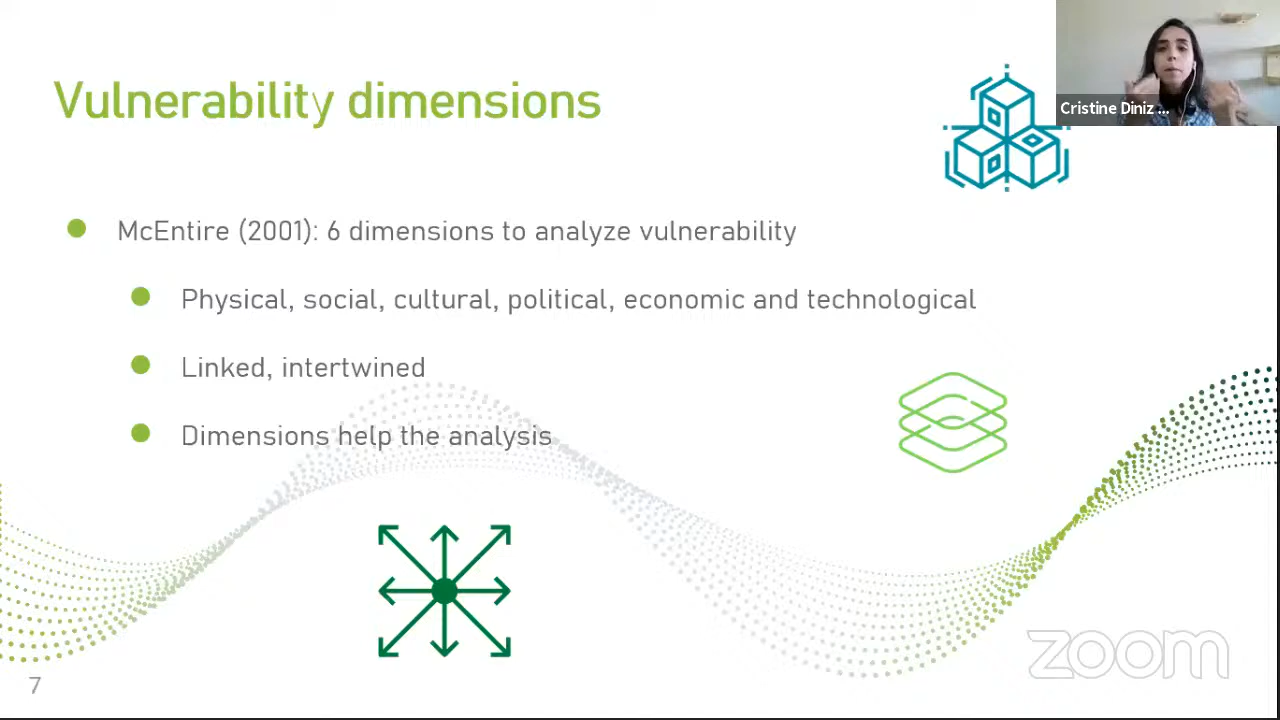 Vulnerability dimensions
Cristine Diniz ...
McEntire (2001): 6 dimensions to analyze vulnerability
Physical, social, cultural, political, economic and technological
Linked, intertwined
Dimensions help the analysis
zoom
7